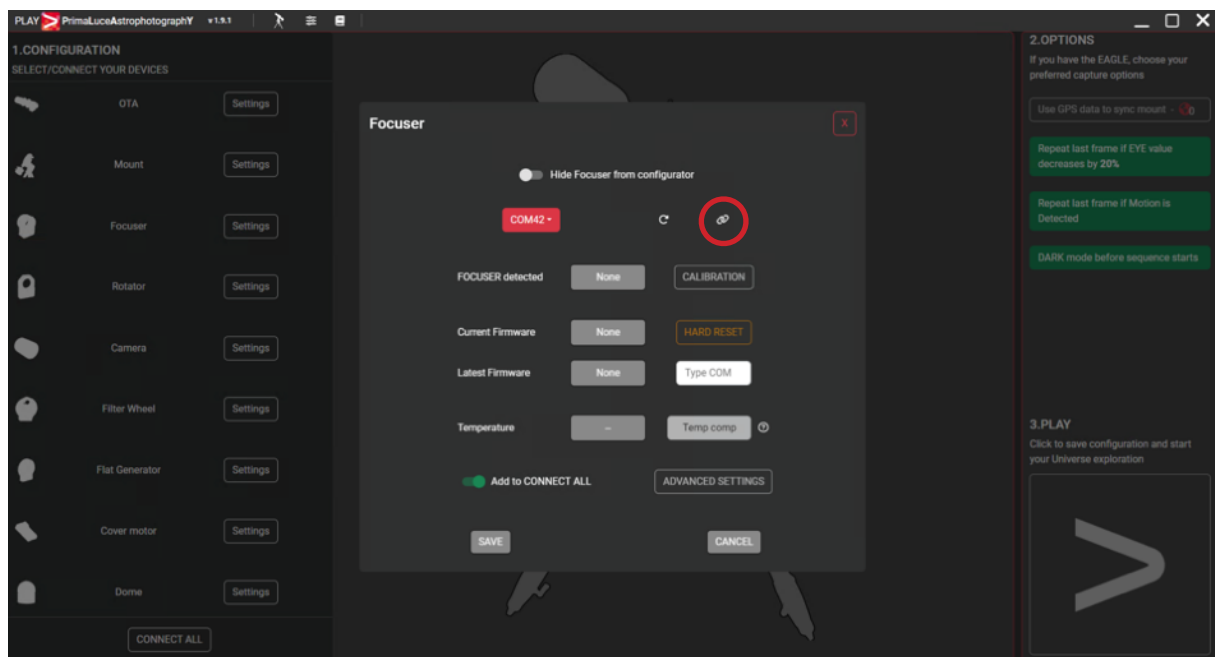 PLAY PrimaLuceAstrophotographY v1.9.1
1.CONFIGURATION
SELECT/CONNECT YOUR DEVICES
OTA Settings
Mount Settings
Focuser Settings
Rotator Settings
Camera Settings
Filter Wheel Settings
Flat Generator Settings
Cover motor Settings
Dome Settings
CONNECT ALL
Focuser X
Hide Focuser from configurator
COM42
FOCUSER detected None CALIBRATION
Current Firmware None HARD RESET
Latest Firmware None Type COM
Temperature – Temp comp
Add to CONNECT ALL ADVANCED SETTINGS
SAVE CANCEL
2.OPTIONS
If you have the EAGLE, choose your
preferred capture options
Use GPS data to sync mount -
Repeat last frame if EYE value
decreases by 20%
Repeat last frame if Motion is
Detected
DARK mode before sequence starts
3.PLAY
Click to save configuration and start
your Universe exploration